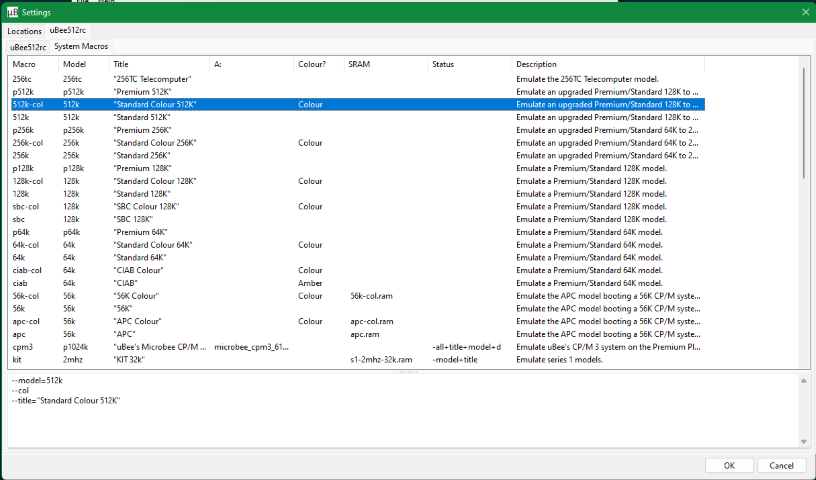 µB Settings
Locations uBee512rc
uBee512rc System Macros
Macro Model Title A: Colour? SRAM Status Description
256tc 256tc "256TC Telecomputer" Emulate the 256TC Telecomputer model.
p512k p512k "Premium 512K" Emulate an upgraded Premium/Standard 128K to ...
512k-col 512k "Standard Colour 512K" Colour Emulate an upgraded Premium/Standard 128K to ...
512k 512k "Standard 512K" Emulate an upgraded Premium/Standard 128K to ...
p256k p256k "Premium 256K" Emulate an upgraded Premium/Standard 64K to 2...
256k-col 256k "Standard Colour 256K" Colour Emulate an upgraded Premium/Standard 64K to 2...
256k 256k "Standard 256K" Emulate an upgraded Premium/Standard 64K to 2...
p128k p128k "Premium 128K" Emulate a Premium/Standard 128K model.
128k-col 128k "Standard Colour 128K" Colour Emulate a Premium/Standard 128K model.
128k 128k "Standard 128K" Emulate a Premium/Standard 128K model.
sbc-col 128k "SBC Colour 128K" Colour Emulate a Premium/Standard 128K model.
sbc 128k "SBC 128K" Emulate a Premium/Standard 128K model.
p64k p64k "Premium 64K" Emulate a Premium/Standard 64K model.
64k-col 64k "Standard Colour 64K" Colour Emulate a Premium/Standard 64K model.
64k 64k "Standard 64K" Emulate a Premium/Standard 64K model.
ciab-col 64k "CIAB Colour" Colour Emulate a Premium/Standard 64K model.
ciab 64k "CIAB" Amber Emulate a Premium/Standard 64K model.
56k-col 56k "56K Colour" Colour 56k-col.ram Emulate the APC model booting a 56K CP/M syste...
56k 56k "56K" Emulate the APC model booting a 56K CP/M syste...
apc-col 56k "APC Colour" Colour apc-col.ram Emulate the APC model booting a 56K CP/M syste...
apc 56k "APC" apc.ram Emulate the APC model booting a 56K CP/M syste...
cpm3 p1024k "uBee's Microbee CP/M ... microbee_cpm3_61... -all+title+model+d Emulate uBee's CP/M 3 system on the Premium Pl...
kit 2mhz "KIT 32k" s1-2mhz-32k.ram -model+title Emulate series 1 models.
--model=512k
--col
--title="Standard Colour 512K"
OK Cancel